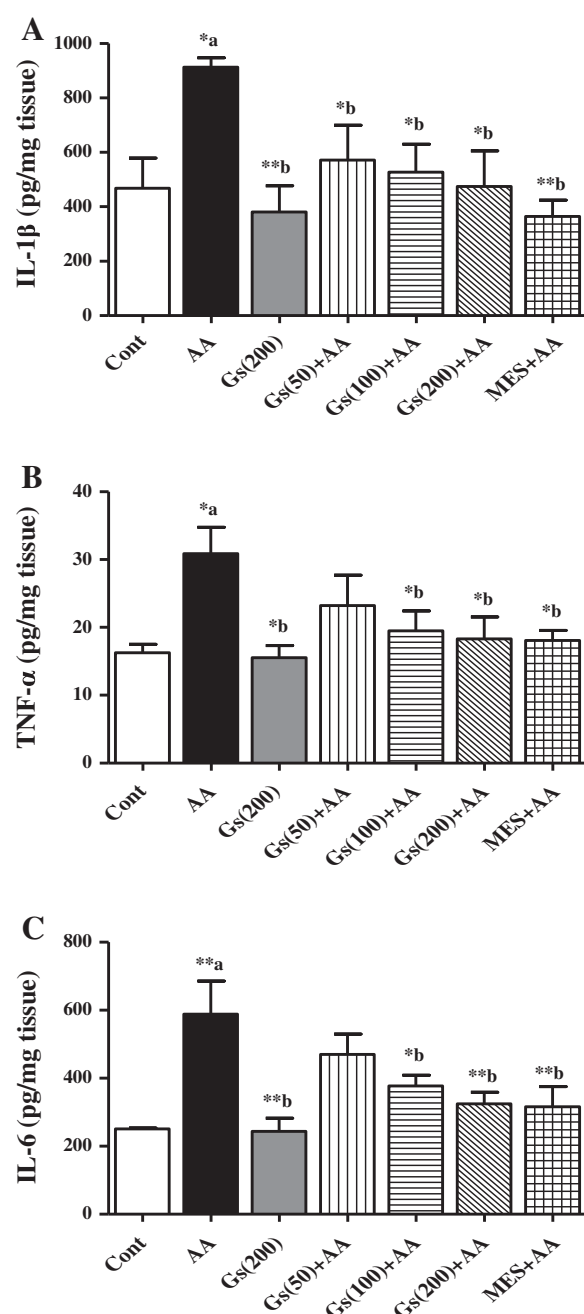 A
IL-1β (pg/mg tissue)
1000
800
600
400
200
0
*a
**b
*b
*b
*b
**b
Cont
AA
Gs(200)
Gs(50)+AA
Gs(100)+AA
Gs(200)+AA
MES+AA
B
TNF-α (pg/mg tissue)
40
30
20
10
0
*a
*b
*b
*b
*b
Cont
AA
Gs(200)
Gs(50)+AA
Gs(100)+AA
Gs(200)+AA
MES+AA
C
IL-6 (pg/mg tissue)
800
600
400
200
0
**a
**b
*b
**b
**b
Cont
AA
Gs(200)
Gs(50)+AA
Gs(100)+AA
Gs(200)+AA
MES+AA